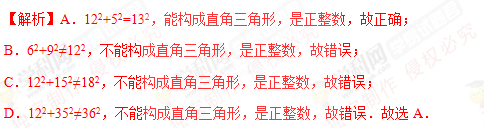 【解析】A．12²+5²=13²，能构成直角三角形，是正整数，故正确；
B．6²+9²≠12²，不能构成直角三角形，是正整数，故错误；
C．12²+15²≠18²，不能构成直角三角形，是正整数，故错误；
D．12²+35²≠36²，不能构成直角三角形，是正整数，故错误．故选 A．